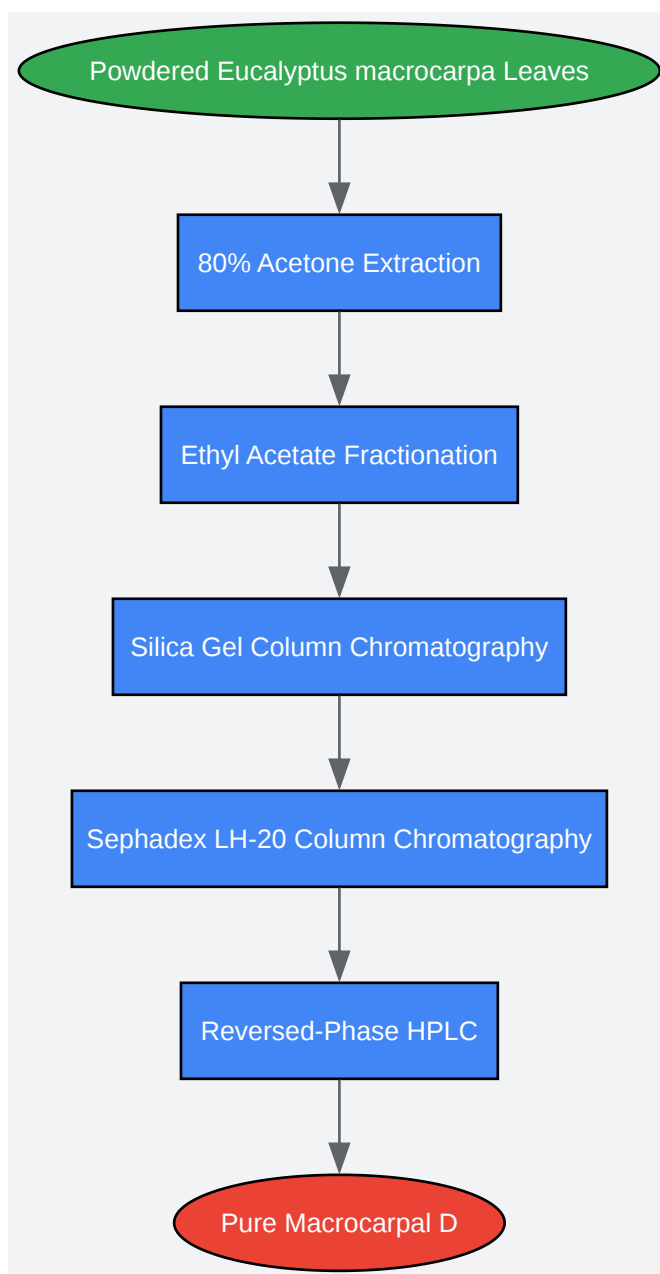 Powdered Eucalyptus macrocarpa Leaves
80% Acetone Extraction
Ethyl Acetate Fractionation
Silica Gel Column Chromatography
Sephadex LH-20 Column Chromatography
Reversed-Phase HPLC
Pure Macrocarpal D